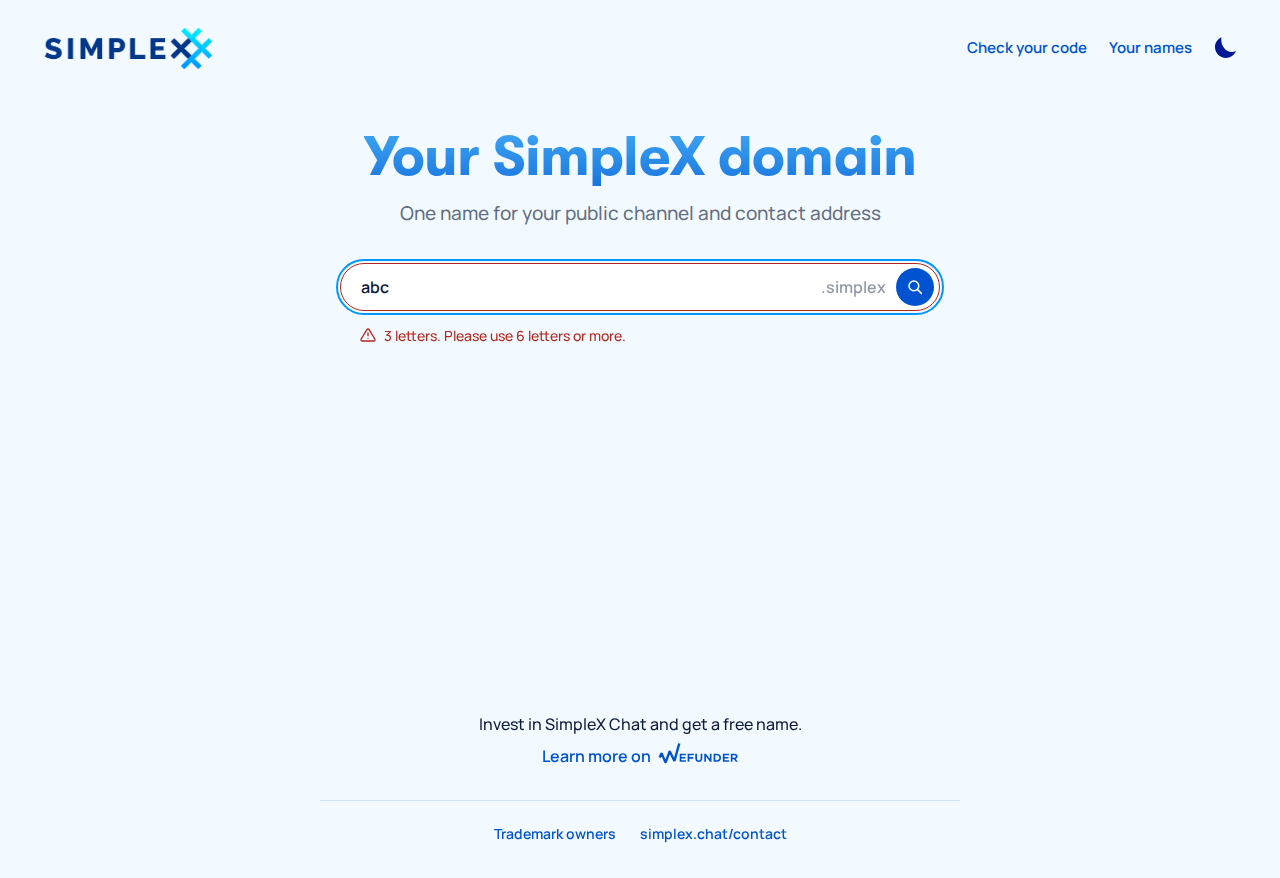 SIMPLEX
Check your code
Your names
Your SimpleX domain
One name for your public channel and contact address
abc
.simplex
3 letters. Please use 6 letters or more.
Invest in SimpleX Chat and get a free name.
Learn more on WEFUNDER
Trademark owners
simplex.chat/contact